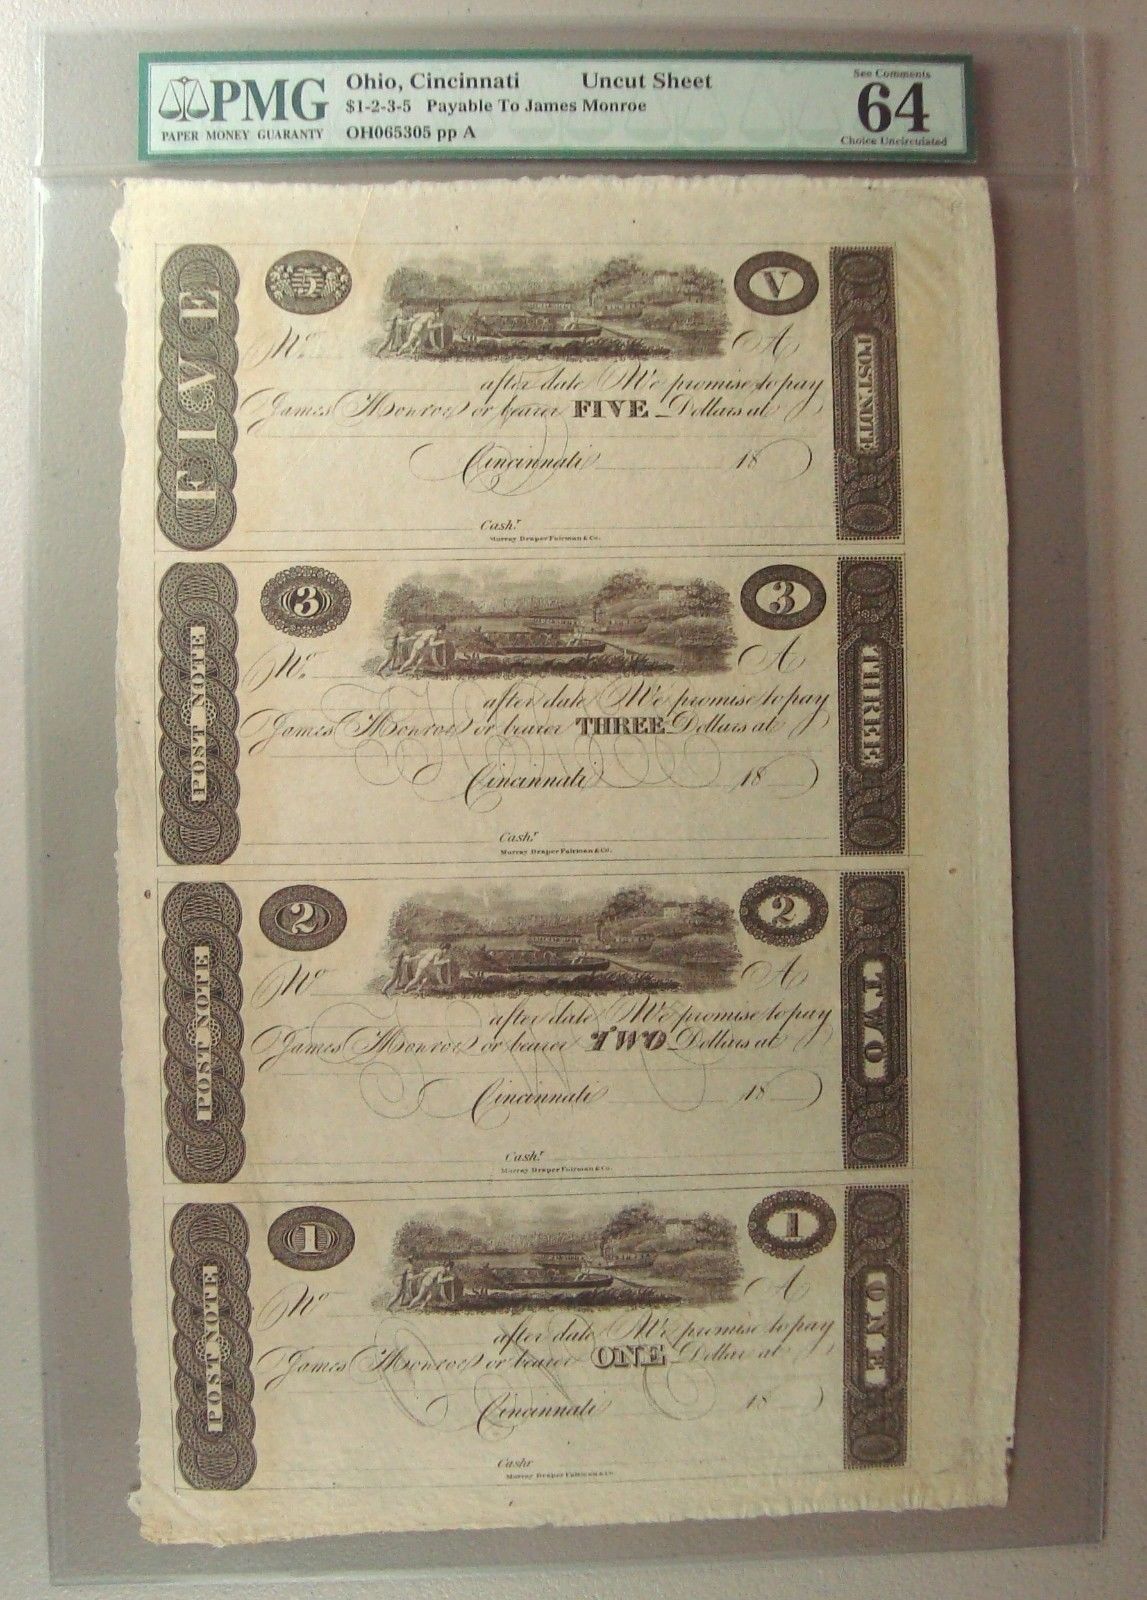 PMG
PAPER MONEY GUARANTY
Ohio, Cincinnati Uncut Sheet
$1-2-3-5 Payable To James Monroe
OH065305 pp A
See Comments
64
Choice Uncirculated
FIVE
5
V
POST NOTE
No. A
after date We promise to pay
James Monroe or bearer FIVE Dollars at
Cincinnati 18
Cash.r
Murray Draper Fairman & Co.
POST NOTE
3
3
THREE
No. A
after date We promise to pay
James Monroe or bearer THREE Dollars at
Cincinnati 18
Cash.r
Murray Draper Fairman & Co.
POST NOTE
2
2
TWO
No A
after date We promise to pay
James Monroe or bearer TWO Dollars at
Cincinnati 18
Cash.r
Murray Draper Fairman & Co.
POST NOTE
1
1
ONE
No A
after date We promise to pay
James Monroe or bearer ONE Dollar at
Cincinnati 18
Cashr
Murray Draper Fairman & Co